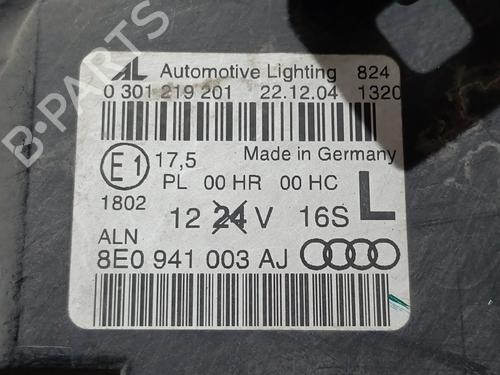 AL Automotive Lighting 824
0 301 219 201 22.12.04 1320
E1 17,5 Made in Germany
PL 00 HR 00 HC
1802
12 24 V 16S L
ALN
8E0 941 003 AJ
B-PARTS